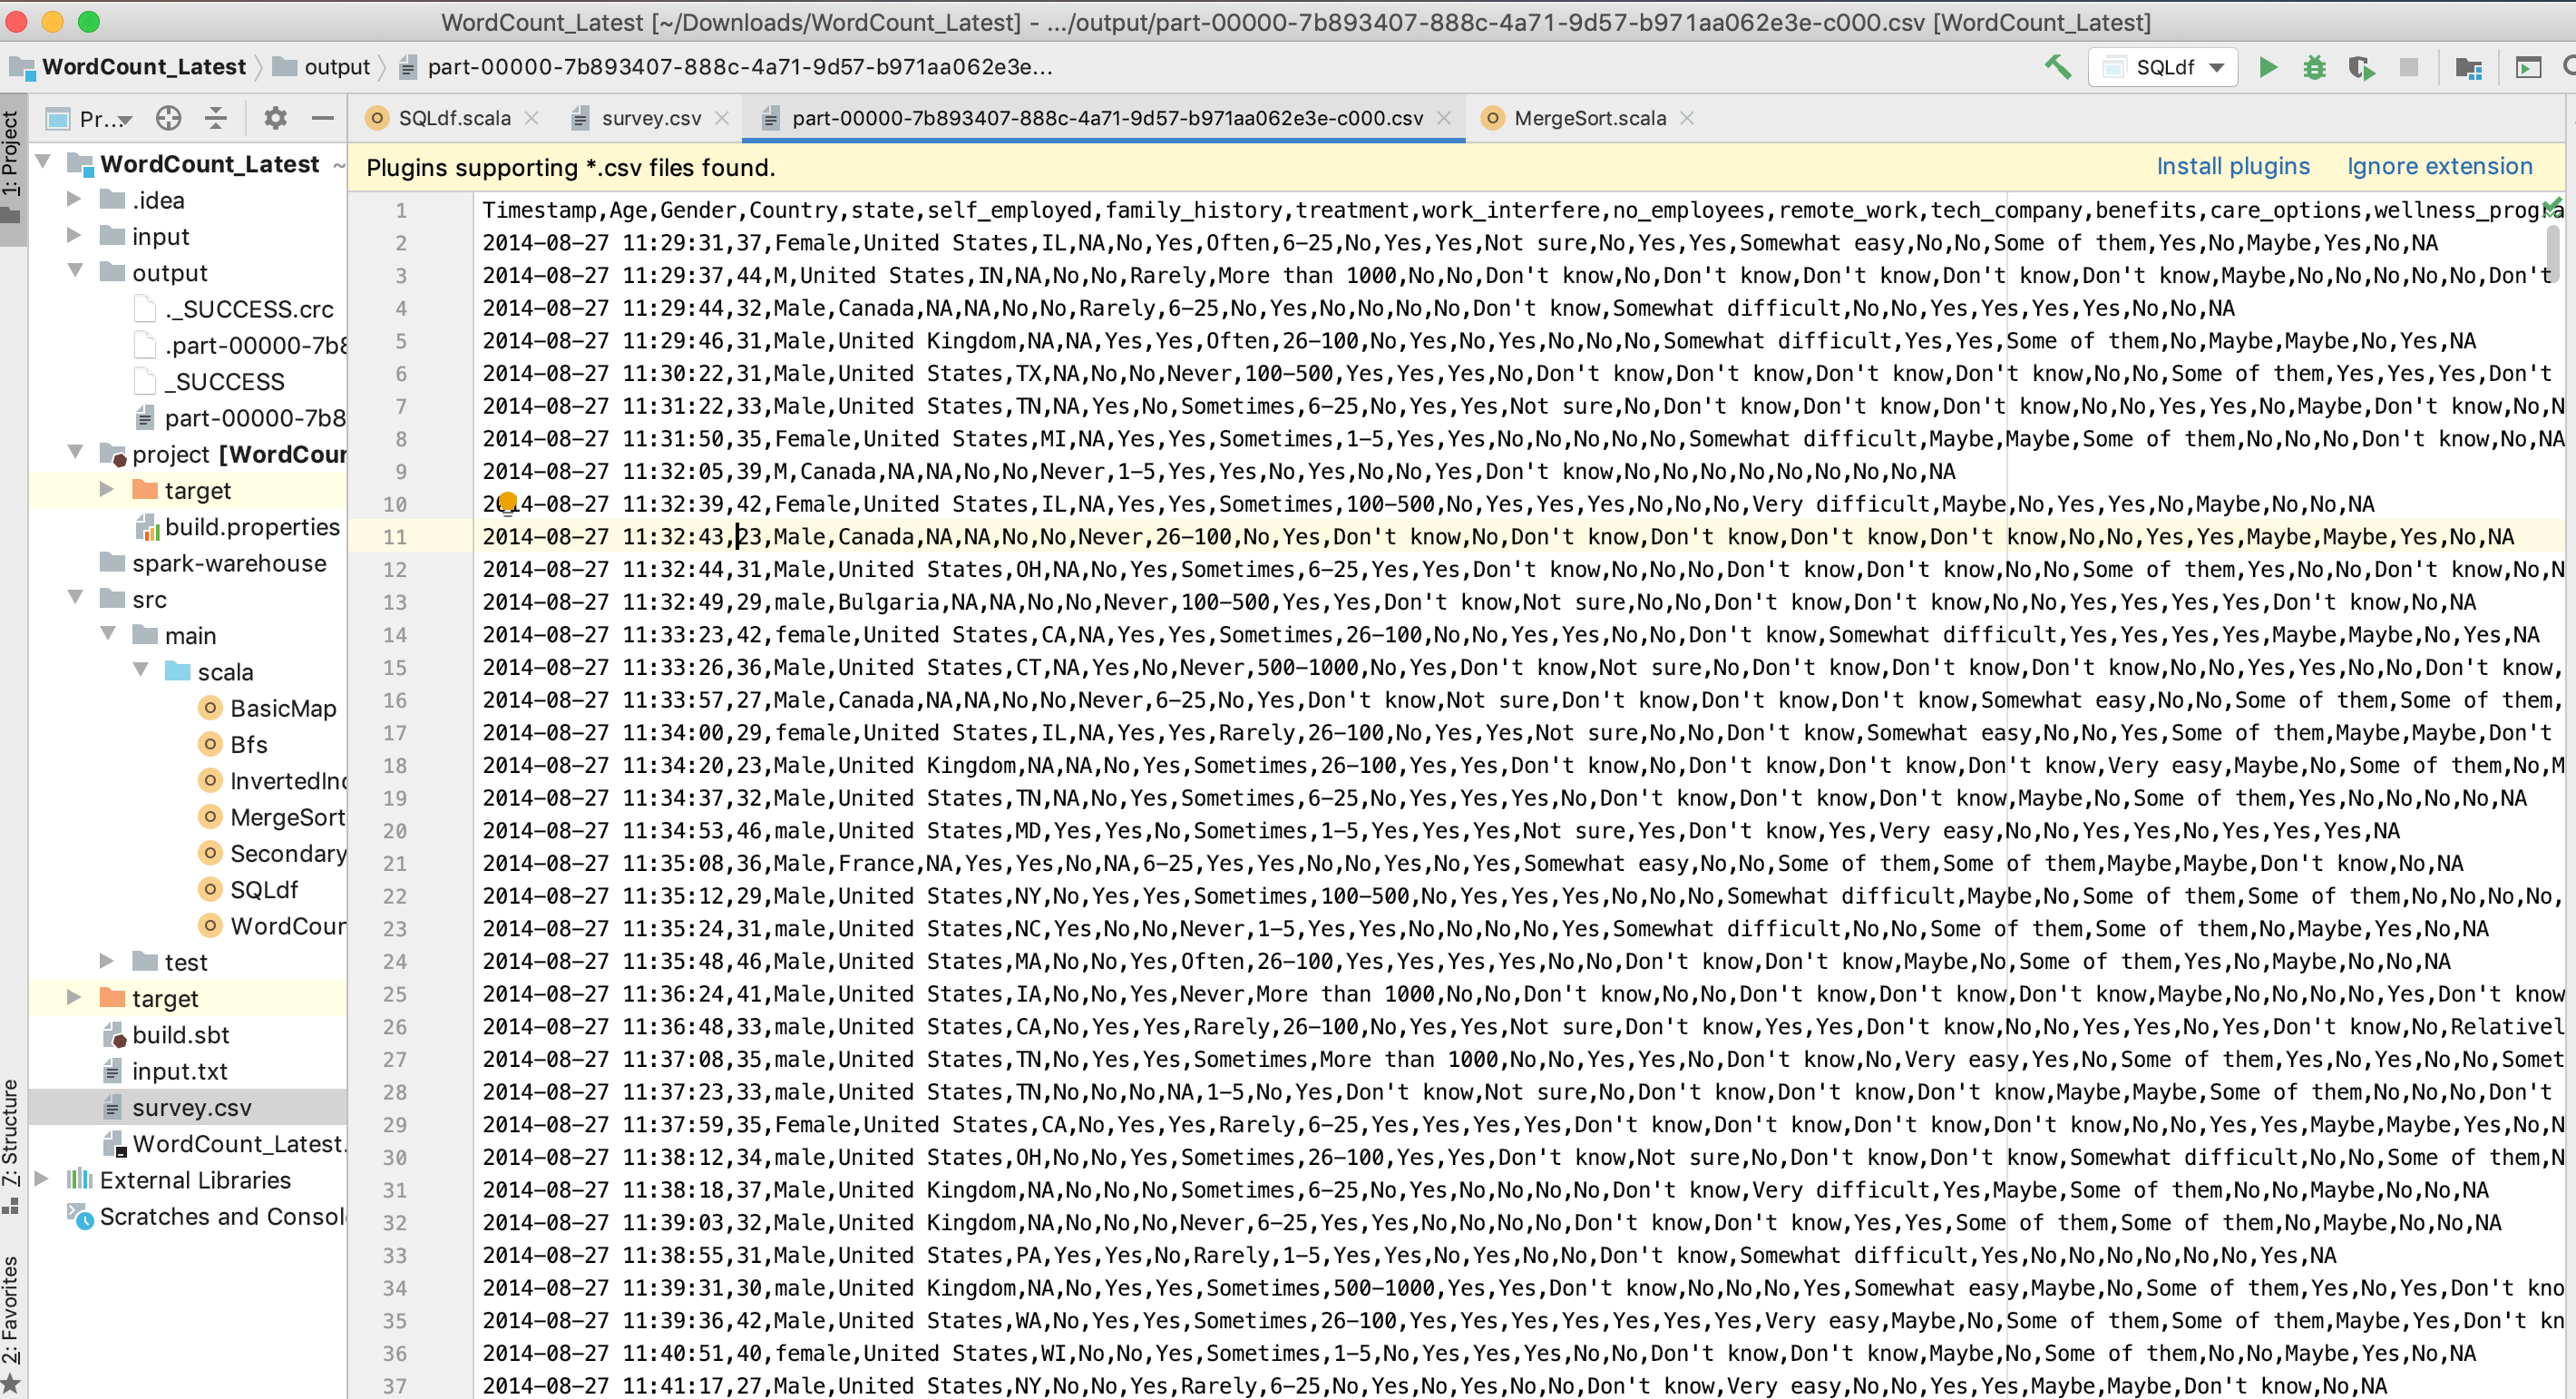 WordCount_Latest [~/Downloads/WordCount_Latest] - .../output/part-00000-7b893407-888c-4a71-9d57-b971aa062e3e-c000.csv [WordCount_Latest]
WordCount_Latest output part-00000-7b893407-888c-4a71-9d57-b971aa062e3e... SQLdf
1: Project
Pr...
SQLdf.scala survey.csv part-00000-7b893407-888c-4a71-9d57-b971aa062e3e-c000.csv MergeSort.scala
Plugins supporting *.csv files found. Install plugins Ignore extension
WordCount_Latest ~
.idea
input
output
._SUCCESS.crc
.part-00000-7b8
_SUCCESS
part-00000-7b8
project [WordCour
target
build.properties
spark-warehouse
src
main
scala
BasicMap
Bfs
InvertedInd
MergeSort
Secondary
SQLdf
WordCour
test
target
build.sbt
input.txt
survey.csv
WordCount_Latest.
External Libraries
Scratches and Consol
7: Structure
2: Favorites
1 Timestamp,Age,Gender,Country,state,self_employed,family_history,treatment,work_interfere,no_employees,remote_work,tech_company,benefits,care_options,wellness_progra
2 2014-08-27 11:29:31,37,Female,United States,IL,NA,No,Yes,Often,6-25,No,Yes,Yes,Not sure,No,Yes,Yes,Somewhat easy,No,No,Some of them,Yes,No,Maybe,Yes,No,NA
3 2014-08-27 11:29:37,44,M,United States,IN,NA,No,No,Rarely,More than 1000,No,No,Don't know,No,Don't know,Don't know,Don't know,Don't know,Maybe,No,No,No,No,No,Don't
4 2014-08-27 11:29:44,32,Male,Canada,NA,NA,No,No,Rarely,6-25,No,Yes,No,No,No,No,Don't know,Somewhat difficult,No,No,Yes,Yes,Yes,Yes,No,No,NA
5 2014-08-27 11:29:46,31,Male,United Kingdom,NA,NA,Yes,Yes,Often,26-100,No,Yes,No,Yes,No,No,No,Somewhat difficult,Yes,Yes,Some of them,No,Maybe,Maybe,No,Yes,NA
6 2014-08-27 11:30:22,31,Male,United States,TX,NA,No,No,Never,100-500,Yes,Yes,Yes,No,Don't know,Don't know,Don't know,Don't know,No,No,Some of them,Yes,Yes,Yes,Don't
7 2014-08-27 11:31:22,33,Male,United States,TN,NA,Yes,No,Sometimes,6-25,No,Yes,Yes,Not sure,No,Don't know,Don't know,Don't know,No,No,Yes,Yes,No,Maybe,Don't know,No,N
8 2014-08-27 11:31:50,35,Female,United States,MI,NA,Yes,Yes,Sometimes,1-5,Yes,Yes,No,No,No,No,No,Somewhat difficult,Maybe,Maybe,Some of them,No,No,No,Don't know,No,NA
9 2014-08-27 11:32:05,39,M,Canada,NA,NA,No,No,Never,1-5,Yes,Yes,No,Yes,No,No,Yes,Don't know,No,No,No,No,No,No,No,No,NA
10 2014-08-27 11:32:39,42,Female,United States,IL,NA,Yes,Yes,Sometimes,100-500,No,Yes,Yes,Yes,No,No,No,Very difficult,Maybe,No,Yes,Yes,No,Maybe,No,No,NA
11 2014-08-27 11:32:43,23,Male,Canada,NA,NA,No,No,Never,26-100,No,Yes,Don't know,No,Don't know,Don't know,Don't know,Don't know,No,No,Yes,Yes,Maybe,Maybe,Yes,No,NA
12 2014-08-27 11:32:44,31,Male,United States,OH,NA,No,Yes,Sometimes,6-25,Yes,Yes,Don't know,No,No,No,Don't know,Don't know,No,No,Some of them,Yes,No,No,Don't know,No,N
13 2014-08-27 11:32:49,29,male,Bulgaria,NA,NA,No,No,Never,100-500,Yes,Yes,Don't know,Not sure,No,No,Don't know,Don't know,No,No,Yes,Yes,Yes,Yes,Don't know,No,NA
14 2014-08-27 11:33:23,42,female,United States,CA,NA,Yes,Yes,Sometimes,26-100,No,No,Yes,Yes,No,No,Don't know,Somewhat difficult,Yes,Yes,Yes,Yes,Maybe,Maybe,No,Yes,NA
15 2014-08-27 11:33:26,36,Male,United States,CT,NA,Yes,No,Never,500-1000,No,Yes,Don't know,Not sure,No,Don't know,Don't know,Don't know,No,No,Yes,Yes,No,No,Don't know,
16 2014-08-27 11:33:57,27,Male,Canada,NA,NA,No,No,Never,6-25,No,Yes,Don't know,Not sure,Don't know,Don't know,Don't know,Somewhat easy,No,No,Some of them,Some of them,
17 2014-08-27 11:34:00,29,female,United States,IL,NA,Yes,Yes,Rarely,26-100,No,Yes,Yes,Not sure,No,No,Don't know,Somewhat easy,No,No,Yes,Some of them,Maybe,Maybe,Don't
18 2014-08-27 11:34:20,23,Male,United Kingdom,NA,NA,No,Yes,Sometimes,26-100,Yes,Yes,Don't know,No,Don't know,Don't know,Don't know,Very easy,Maybe,No,Some of them,No,M
19 2014-08-27 11:34:37,32,Male,United States,TN,NA,No,Yes,Sometimes,6-25,No,Yes,Yes,Yes,No,Don't know,Don't know,Don't know,Maybe,No,Some of them,Yes,No,No,No,No,NA
20 2014-08-27 11:34:53,46,male,United States,MD,Yes,Yes,No,Sometimes,1-5,Yes,Yes,Yes,Not sure,Yes,Don't know,Yes,Very easy,No,No,Yes,Yes,No,Yes,Yes,Yes,NA
21 2014-08-27 11:35:08,36,Male,France,NA,Yes,Yes,No,NA,6-25,Yes,Yes,No,No,Yes,No,Yes,Somewhat easy,No,No,Some of them,Some of them,Maybe,Maybe,Don't know,No,NA
22 2014-08-27 11:35:12,29,Male,United States,NY,No,Yes,Yes,Sometimes,100-500,No,Yes,Yes,Yes,No,No,No,Somewhat difficult,Maybe,No,Some of them,Some of them,No,No,No,No,
23 2014-08-27 11:35:24,31,male,United States,NC,Yes,No,No,Never,1-5,Yes,Yes,No,No,No,No,Yes,Somewhat difficult,No,No,Some of them,Some of them,No,Maybe,Yes,No,NA
24 2014-08-27 11:35:48,46,Male,United States,MA,No,No,Yes,Often,26-100,Yes,Yes,Yes,Yes,No,No,Don't know,Don't know,Maybe,No,Some of them,Yes,No,Maybe,No,No,NA
25 2014-08-27 11:36:24,41,Male,United States,IA,No,No,Yes,Never,More than 1000,No,No,Don't know,No,No,Don't know,Don't know,Don't know,Maybe,No,No,No,No,Yes,Don't know
26 2014-08-27 11:36:48,33,male,United States,CA,No,Yes,Yes,Rarely,26-100,No,Yes,Yes,Not sure,Don't know,Yes,Yes,Don't know,No,No,Yes,Yes,No,Yes,Don't know,No,Relativel
27 2014-08-27 11:37:08,35,male,United States,TN,No,Yes,Yes,Sometimes,More than 1000,No,No,Yes,Yes,No,Don't know,No,Very easy,Yes,No,Some of them,Yes,No,Yes,No,No,Somet
28 2014-08-27 11:37:23,33,male,United States,TN,No,No,No,NA,1-5,No,Yes,Don't know,Not sure,No,Don't know,Don't know,Don't know,Maybe,Maybe,Some of them,No,No,No,Don't
29 2014-08-27 11:37:59,35,Female,United States,CA,No,Yes,Yes,Rarely,6-25,Yes,Yes,Yes,Yes,Don't know,Don't know,Don't know,Don't know,No,No,Yes,Yes,Maybe,Maybe,Yes,No,N
30 2014-08-27 11:38:12,34,male,United States,OH,No,No,Yes,Sometimes,26-100,Yes,Yes,Don't know,Not sure,No,Don't know,Don't know,Somewhat difficult,No,No,Some of them,N
31 2014-08-27 11:38:18,37,Male,United Kingdom,NA,No,No,No,Sometimes,6-25,No,Yes,No,No,No,No,Don't know,Very difficult,Yes,Maybe,Some of them,No,No,Maybe,No,No,NA
32 2014-08-27 11:39:03,32,Male,United Kingdom,NA,No,No,No,Never,6-25,Yes,Yes,No,No,No,No,Don't know,Don't know,Yes,Yes,Some of them,Some of them,No,Maybe,No,No,NA
33 2014-08-27 11:38:55,31,Male,United States,PA,Yes,Yes,No,Rarely,1-5,Yes,Yes,No,Yes,No,No,Don't know,Somewhat difficult,Yes,No,No,No,No,No,No,Yes,NA
34 2014-08-27 11:39:31,30,male,United Kingdom,NA,No,Yes,Yes,Sometimes,500-1000,Yes,Yes,Don't know,No,No,No,Yes,Somewhat easy,Maybe,No,Some of them,Yes,No,Yes,Don't kno
35 2014-08-27 11:39:36,42,Male,United States,WA,No,Yes,Yes,Sometimes,26-100,Yes,Yes,Yes,Yes,Yes,Yes,Yes,Very easy,Maybe,No,Some of them,Some of them,Maybe,Yes,Don't kn
36 2014-08-27 11:40:51,40,female,United States,WI,No,No,Yes,Sometimes,1-5,No,Yes,Yes,Yes,No,No,Don't know,Don't know,Maybe,No,Some of them,No,No,Maybe,Yes,No,NA
37 2014-08-27 11:41:17,27,Male,United States,NY,No,No,Yes,Rarely,6-25,No,Yes,No,Yes,No,No,Don't know,Very easy,No,No,Yes,Yes,Maybe,Maybe,Don't know,No,NA